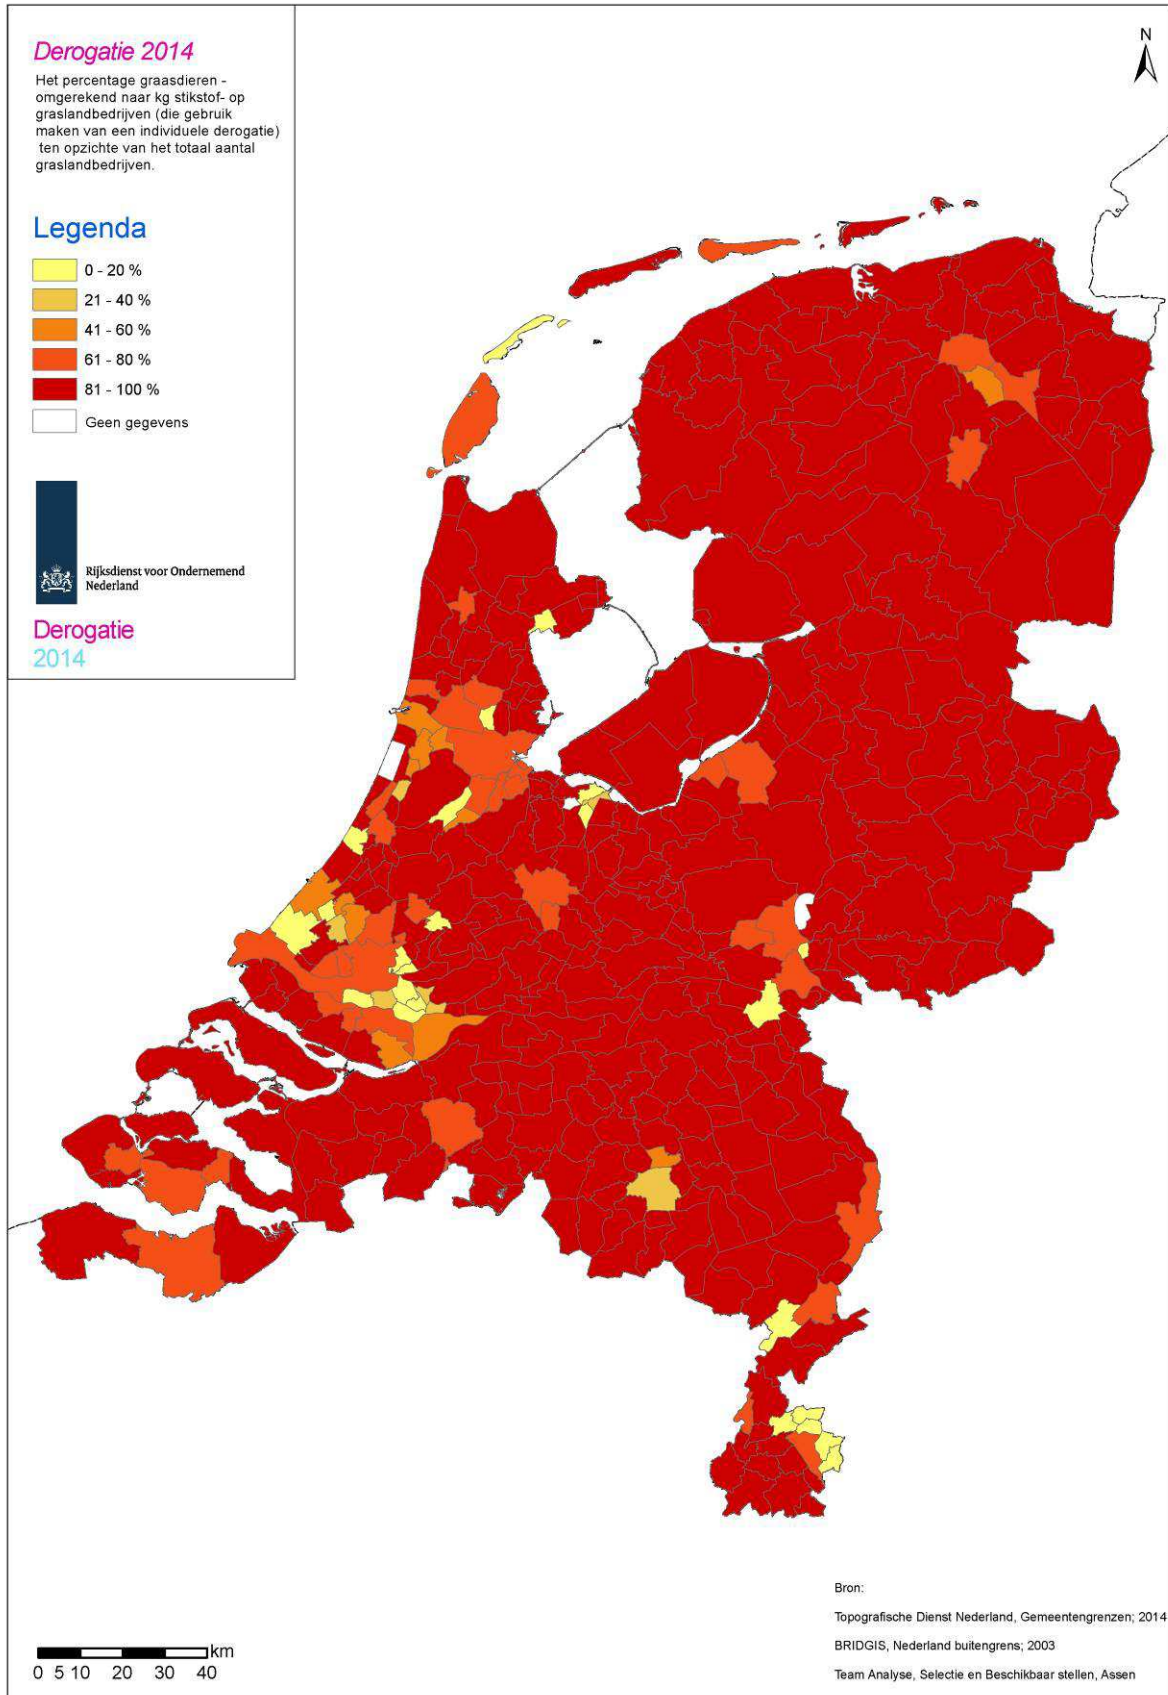 Derogatie 2014
Het percentage graasdieren -
omgerekend naar kg stikstof- op
graslandbedrijven (die gebruik
maken van een individuele derogatie)
ten opzichte van het totaal aantal
graslandbedrijven.
Legenda
0 - 20 %
21 - 40 %
41 - 60 %
61 - 80 %
81 - 100 %
Geen gegevens
Rijksdienst voor Ondernemend
Nederland
Derogatie
2014
N
km
0 5 10 20 30 40
Bron:
Topografische Dienst Nederland, Gemeentengrenzen; 2014
BRIDGIS, Nederland buitengrens; 2003
Team Analyse, Selectie en Beschikbaar stellen, Assen